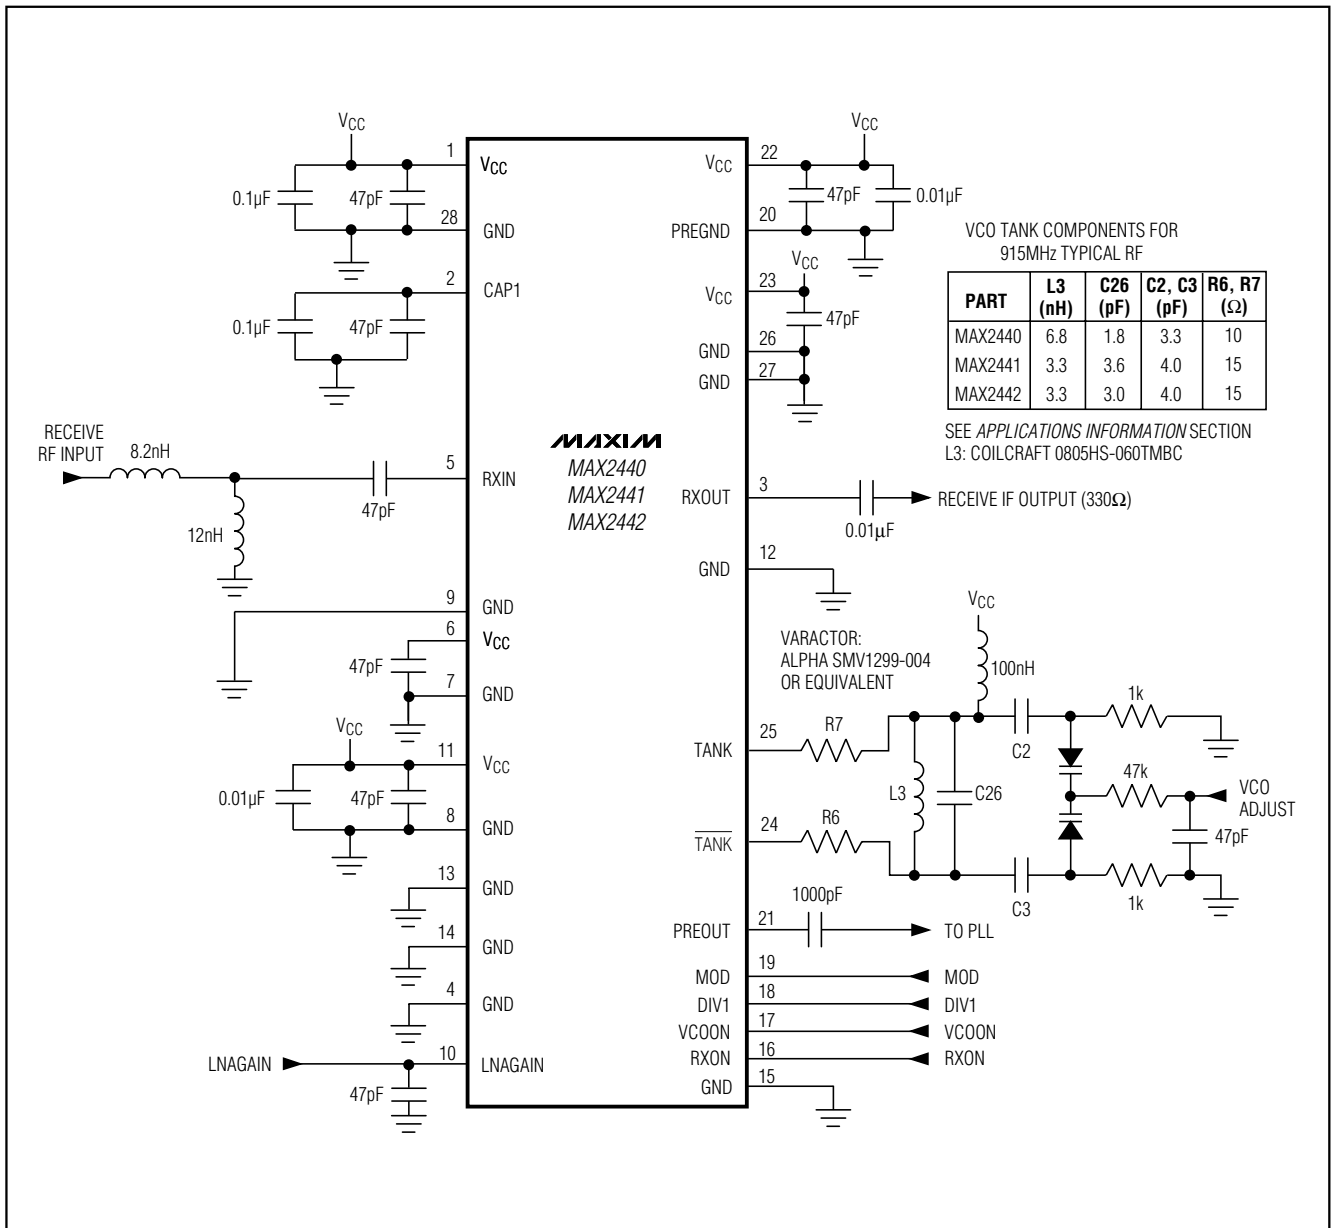 VCC
1
VCC
0.1µF
47pF
28
GND
2
CAP1
0.1µF
47pF
RECEIVE
RF INPUT
8.2nH
5
RXIN
47pF
12nH
9
GND
6
VCC
47pF
7
GND
VCC
11
VCC
0.01µF
47pF
8
GND
13
GND
14
GND
4
GND
LNAGAIN
10
LNAGAIN
47pF
MAXIM
MAX2440
MAX2441
MAX2442
VCC
VCC
22
47pF
0.01µF
PREGND
20
VCC
VCC
23
47pF
GND
26
GND
27
RXOUT
3
RECEIVE IF OUTPUT (330Ω)
0.01µF
GND
12
VCO TANK COMPONENTS FOR
915MHz TYPICAL RF
PART L3 (nH) C26 (pF) C2, C3 (pF) R6, R7 (Ω)
MAX2440 6.8 1.8 3.3 10
MAX2441 3.3 3.6 4.0 15
MAX2442 3.3 3.0 4.0 15
SEE APPLICATIONS INFORMATION SECTION
L3: COILCRAFT 0805HS-060TMBC
VARACTOR:
ALPHA SMV1299-004
OR EQUIVALENT
VCC
100nH
1k
C2
TANK
25
R7
L3
C26
47k
VCO
ADJUST
47pF
TANK
24
R6
C3
1k
1000pF
PREOUT
21
TO PLL
MOD
19
MOD
DIV1
18
DIV1
VCOON
17
VCOON
RXON
16
RXON
GND
15